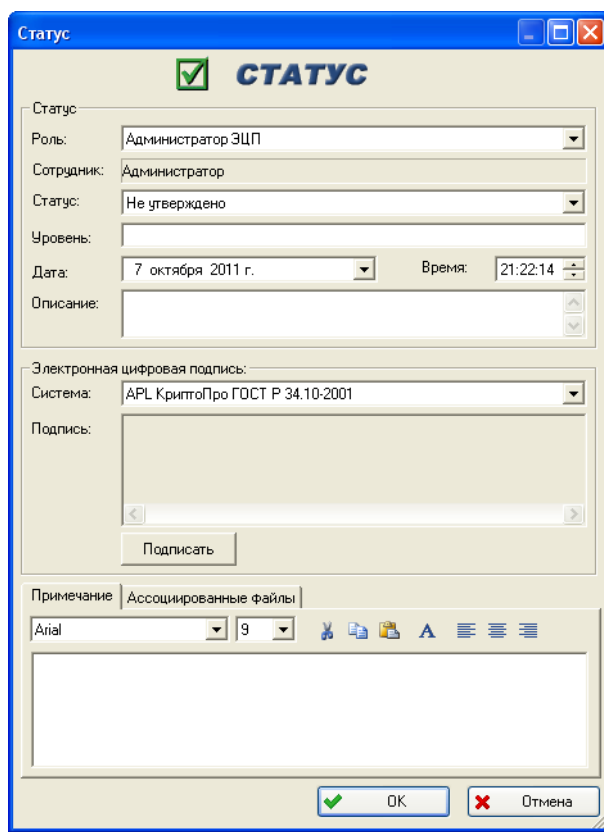 Статус
СТАТУС
Статус
Роль: Администратор ЭЦП
Сотрудник: Администратор
Статус: Не утверждено
Уровень:
Дата: 7 октября 2011 г. Время: 21:22:14
Описание:
Электронная цифровая подпись:
Система: APL КриптоПро ГОСТ Р 34.10-2001
Подпись:
Подписать
Примечание Ассоциированные файлы
Arial 9 A
OK Отмена